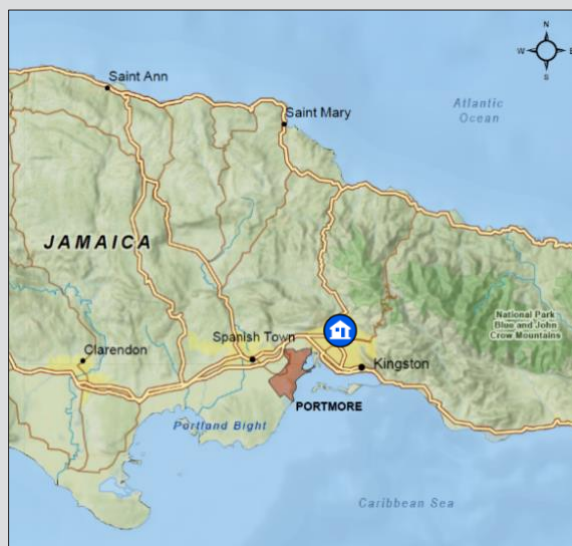 N
W E
S
Saint Ann
Atlantic
Ocean
Saint Mary
JAMAICA
National Park
Blue and John
Crow Mountains
Spanish Town
Clarendon
Kingston
PORTMORE
Portland Bight
Caribbean Sea